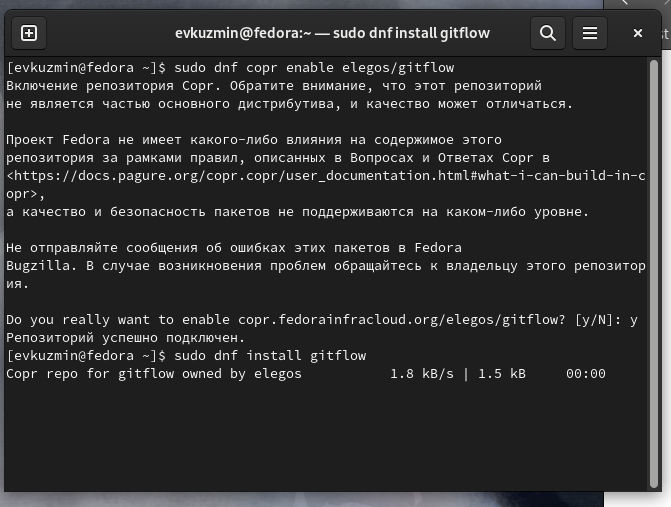 evkuzmin@fedora:~ — sudo dnf install gitflow
[evkuzmin@fedora ~]$ sudo dnf copr enable elegos/gitflow
Включение репозитория Copr. Обратите внимание, что этот репозиторий
не является частью основного дистрибутива, и качество может отличаться.
Проект Fedora не имеет какого-либо влияния на содержимое этого
репозитория за рамками правил, описанных в Вопросах и Ответах Copr в
<https://docs.pagure.org/copr.copr/user_documentation.html#what-i-can-build-in-c
opr>,
а качество и безопасность пакетов не поддерживаются на каком-либо уровне.
Не отправляйте сообщения об ошибках этих пакетов в Fedora
Bugzilla. В случае возникновения проблем обращайтесь к владельцу этого репозитор
ия.
Do you really want to enable copr.fedorainfracloud.org/elegos/gitflow? [y/N]: y
Репозиторий успешно подключен.
[evkuzmin@fedora ~]$ sudo dnf install gitflow
Copr repo for gitflow owned by elegos 1.8 kB/s | 1.5 kB 00:00